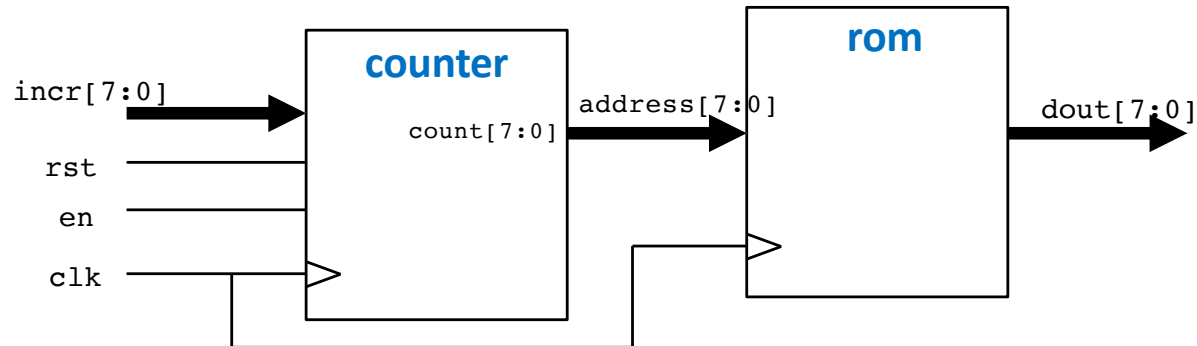 counter
rom
incr[7:0]
address[7:0]
dout[7:0]
count[7:0]
rst
en
clk